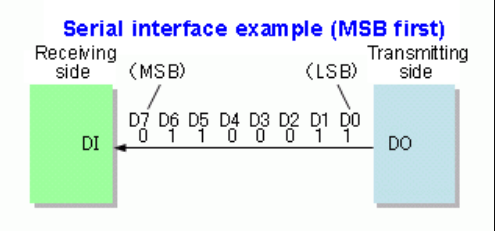 Serial interface example (MSB first)
Receiving side
Transmitting side
(MSB)
(LSB)
D7 D6 D5 D4 D3 D2 D1 D0
0 1 1 0 0 0 1 1
DI
DO